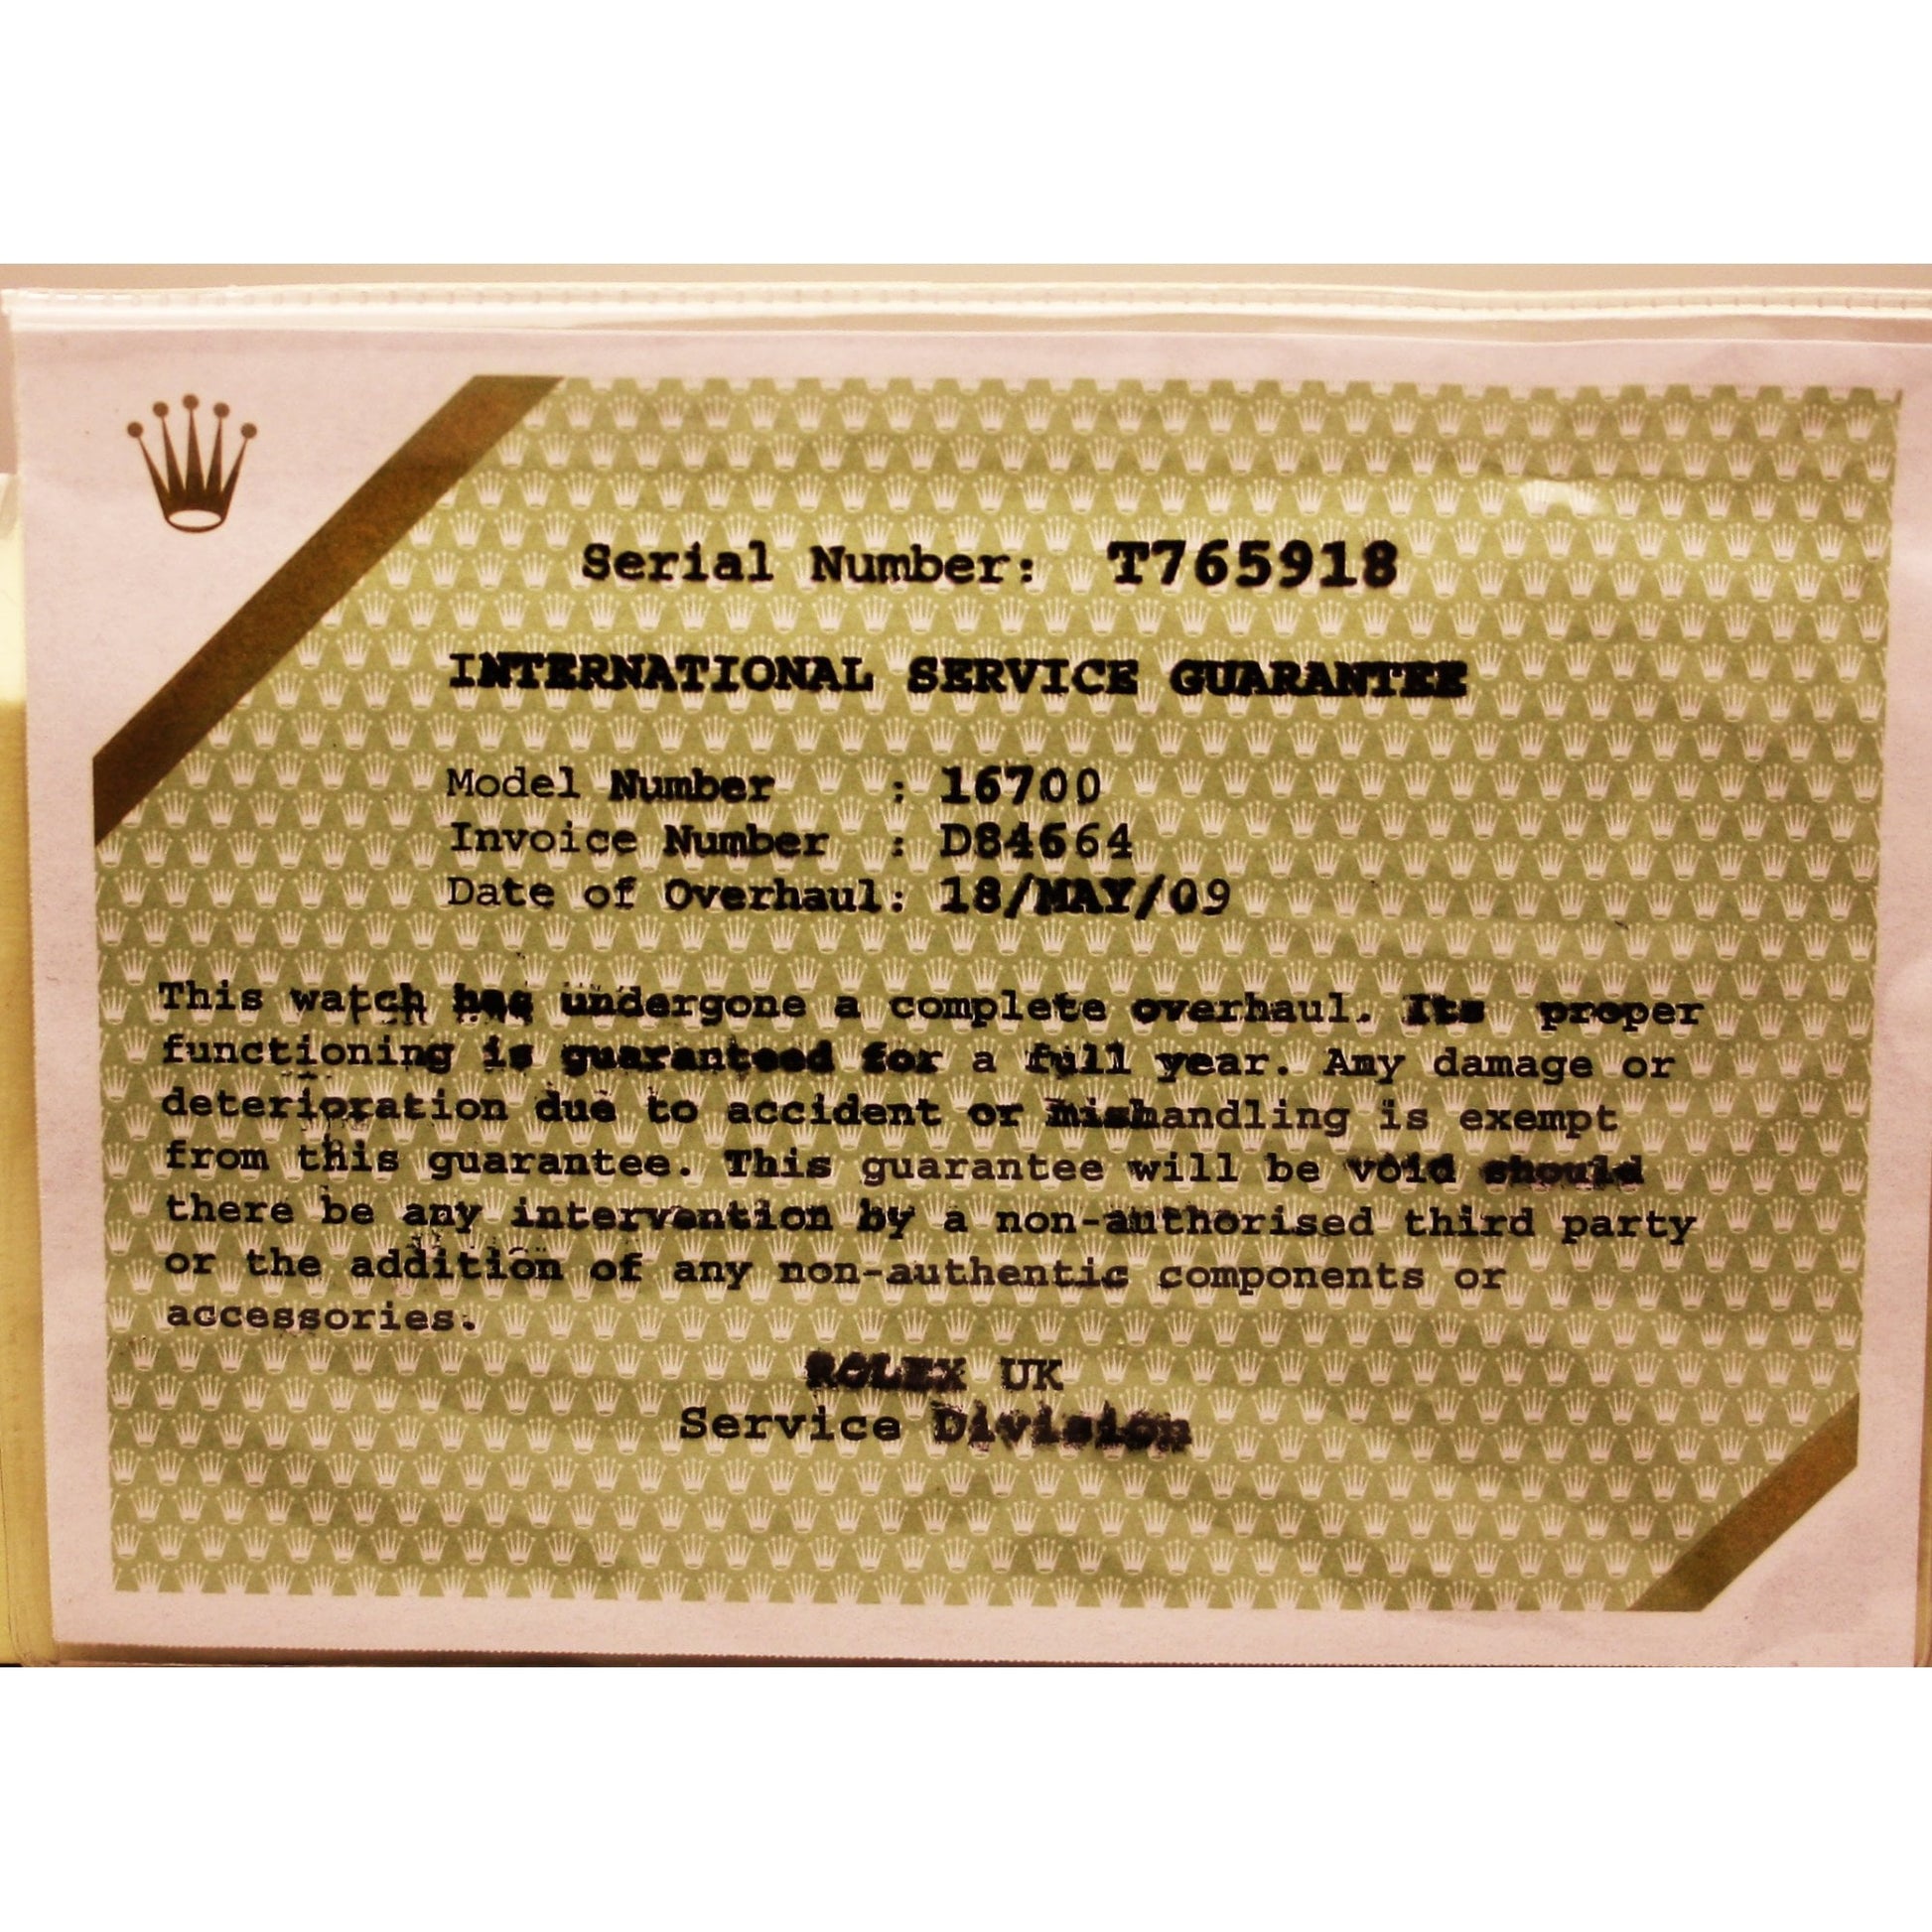 Serial Number: T765918
INTERNATIONAL SERVICE GUARANTEE
Model Number : 16700
Invoice Number : D84664
Date of Overhaul: 18/MAY/09
This watch has undergone a complete overhaul. Its proper
functioning is guaranteed for a full year. Any damage or
deterioration due to accident or mishandling is exempt
from this guarantee. This guarantee will be void should
there be any intervention by a non-authorised third party
or the addition of any non-authentic components or
accessories.
ROLEX UK
Service Division